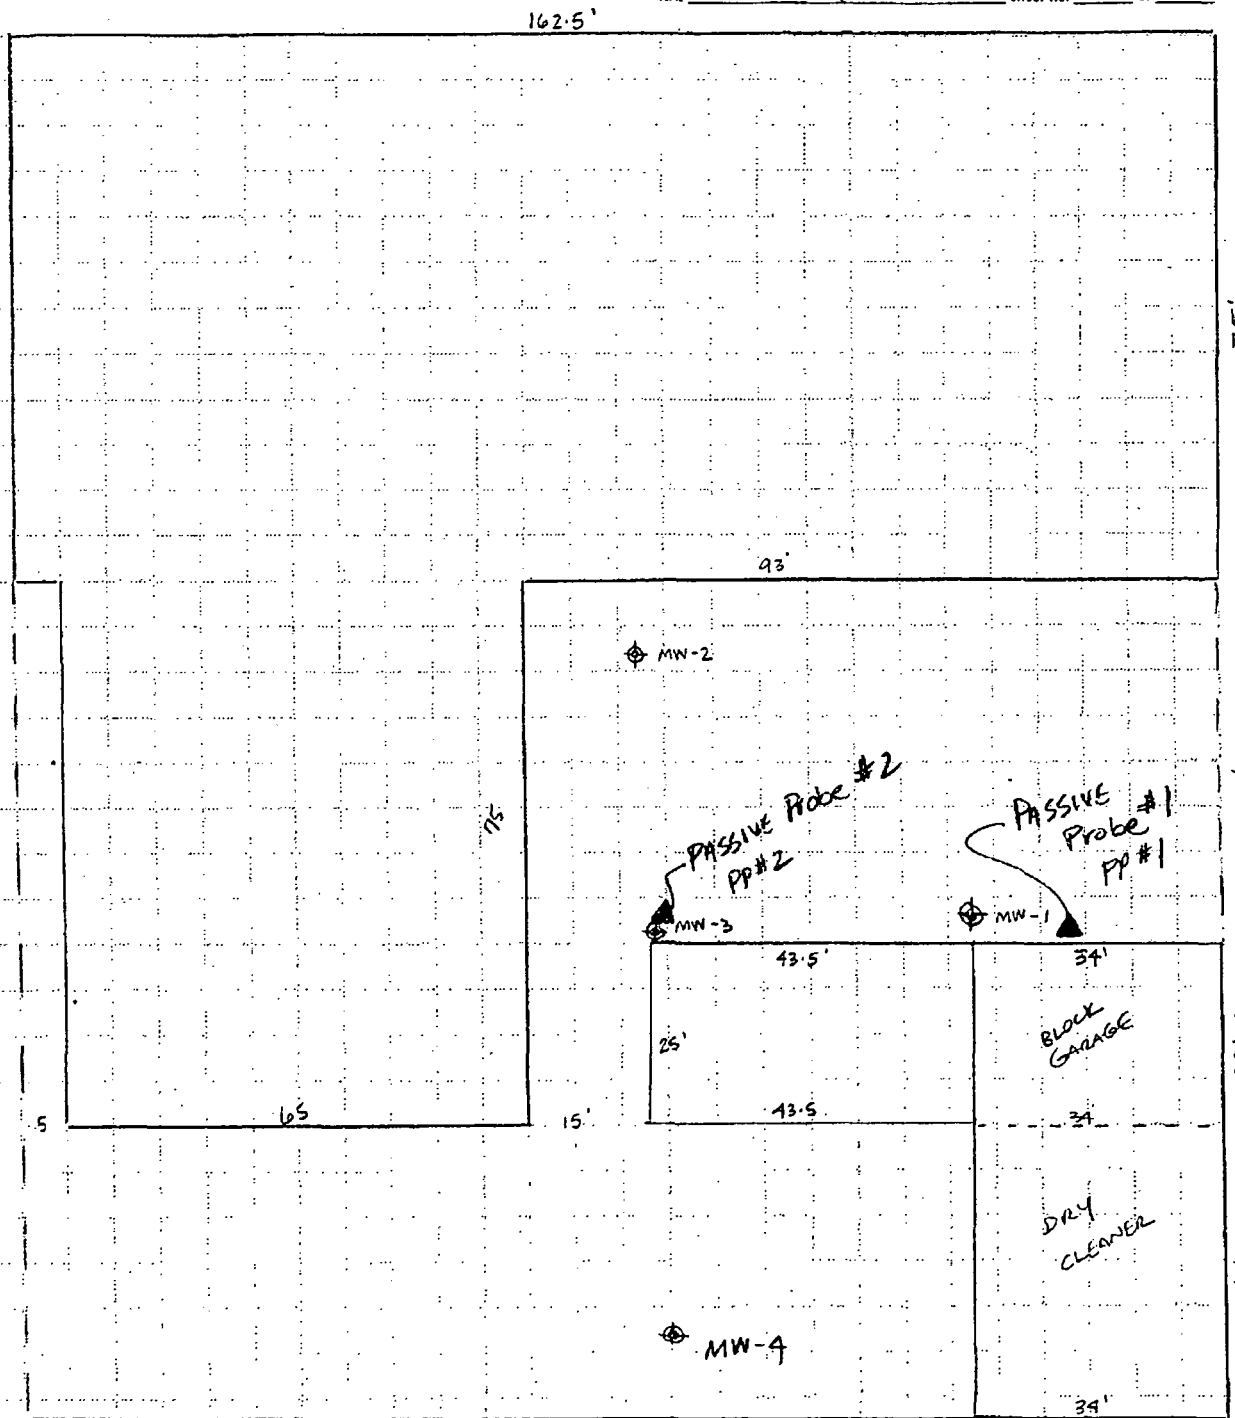 162.5'
93'
MW-2
75'
PASSIVE Probe #2
PP#2
PASSIVE
Probe #1
PP #1
MW-3
MW-1
43.5'
34'
BLOCK
GARAGE
25'
43.5
34
.5
65
15'
DRY
CLEANER
MW-4
34'